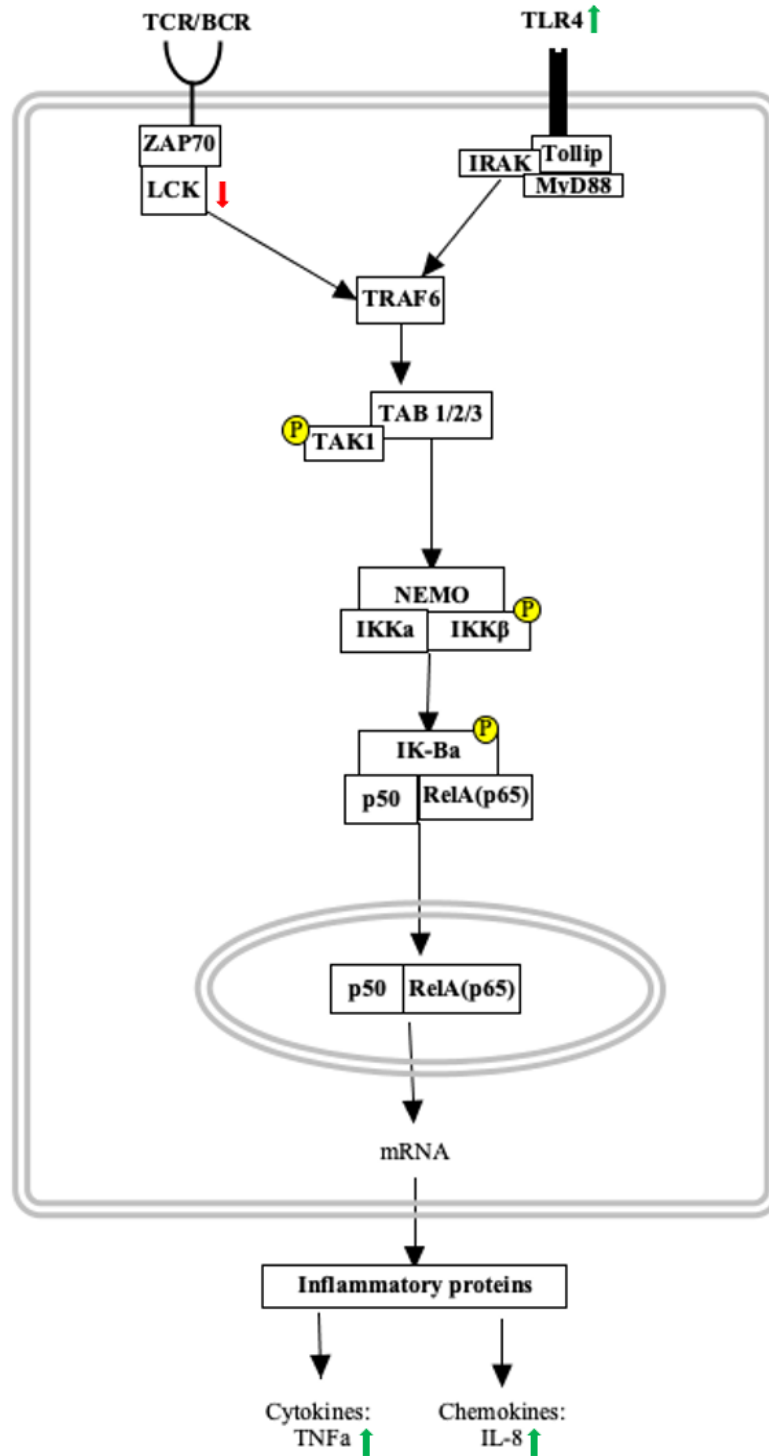 TCR/BCR
TLR4
ZAP70
LCK
IRAK
Tollip
MyD88
TRAF6
TAB 1/2/3
P
TAK1
NEMO
P
IKKa
IKKβ
P
IK-Ba
p50
RelA(p65)
p50
RelA(p65)
mRNA
Inflammatory proteins
Cytokines:
TNFa
Chemokines:
IL-8